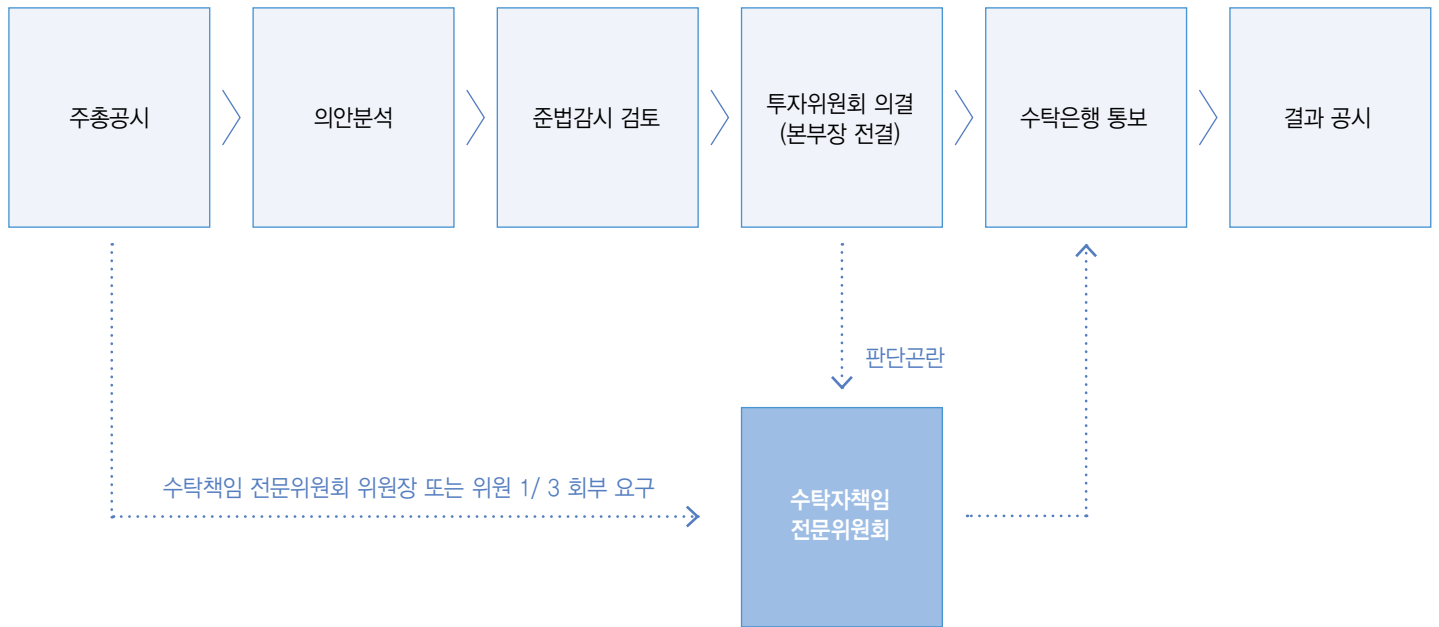 주총공시
의안분석
준법감시 검토
투자위원회 의결
(본부장 전결)
수탁은행 통보
결과 공시
판단곤란
수탁책임 전문위원회 위원장 또는 위원 1/ 3 회부 요구
수탁자책임
전문위원회